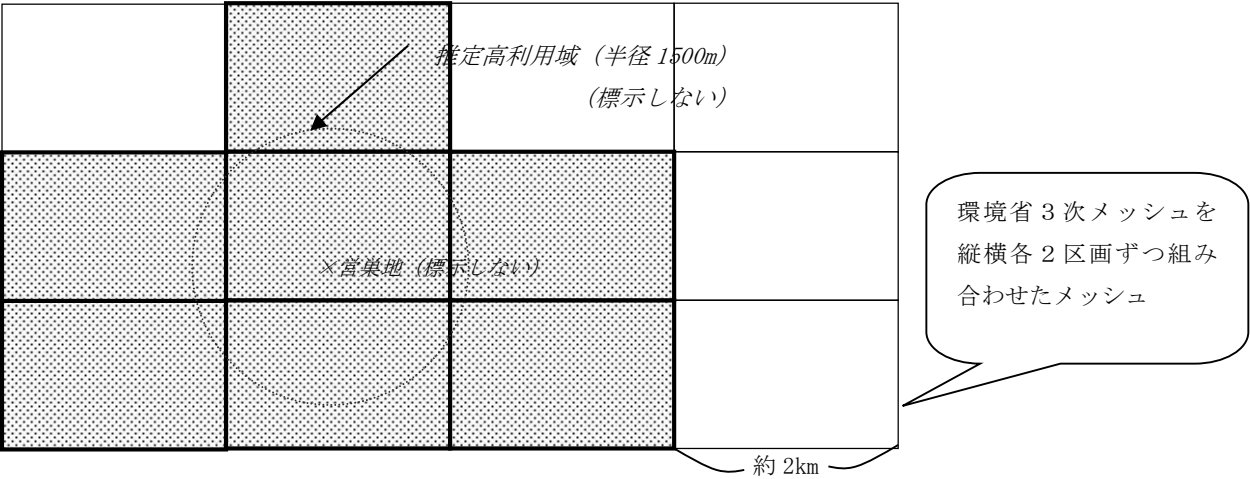 推定高利用域（半径 1500m）
（標示しない）
×営巣地（標示しない）
環境省３次メッシュを
縦横各２区画ずつ組み
合わせたメッシュ
約 2km